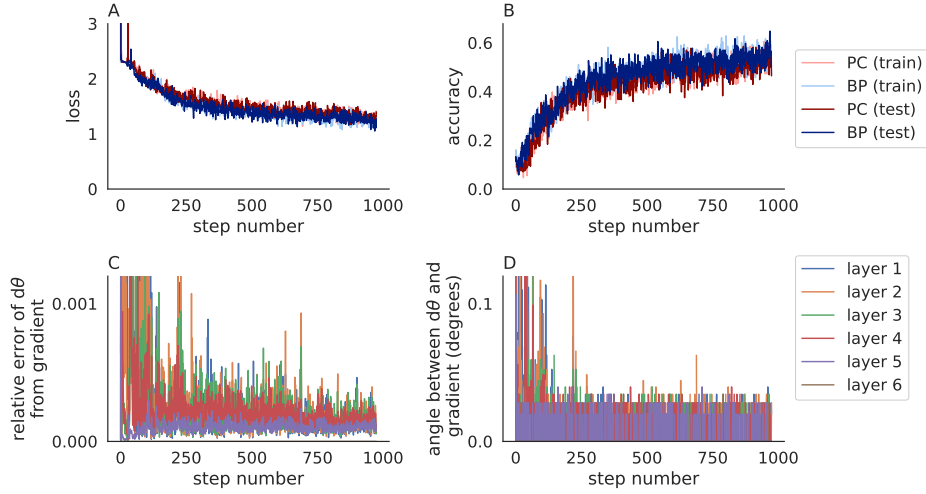 A
3
2
1
0
loss
0
250
500
750
1000
step number
B
0.6
0.4
0.2
0.0
accuracy
0
250
500
750
1000
step number
PC (train)
BP (train)
PC (test)
BP (test)
C
0.001
0.000
relative error of dθ
from gradient
0
250
500
750
1000
step number
D
0.1
0.0
angle between dθ and
gradient (degrees)
0
250
500
750
1000
step number
layer 1
layer 2
layer 3
layer 4
layer 5
layer 6